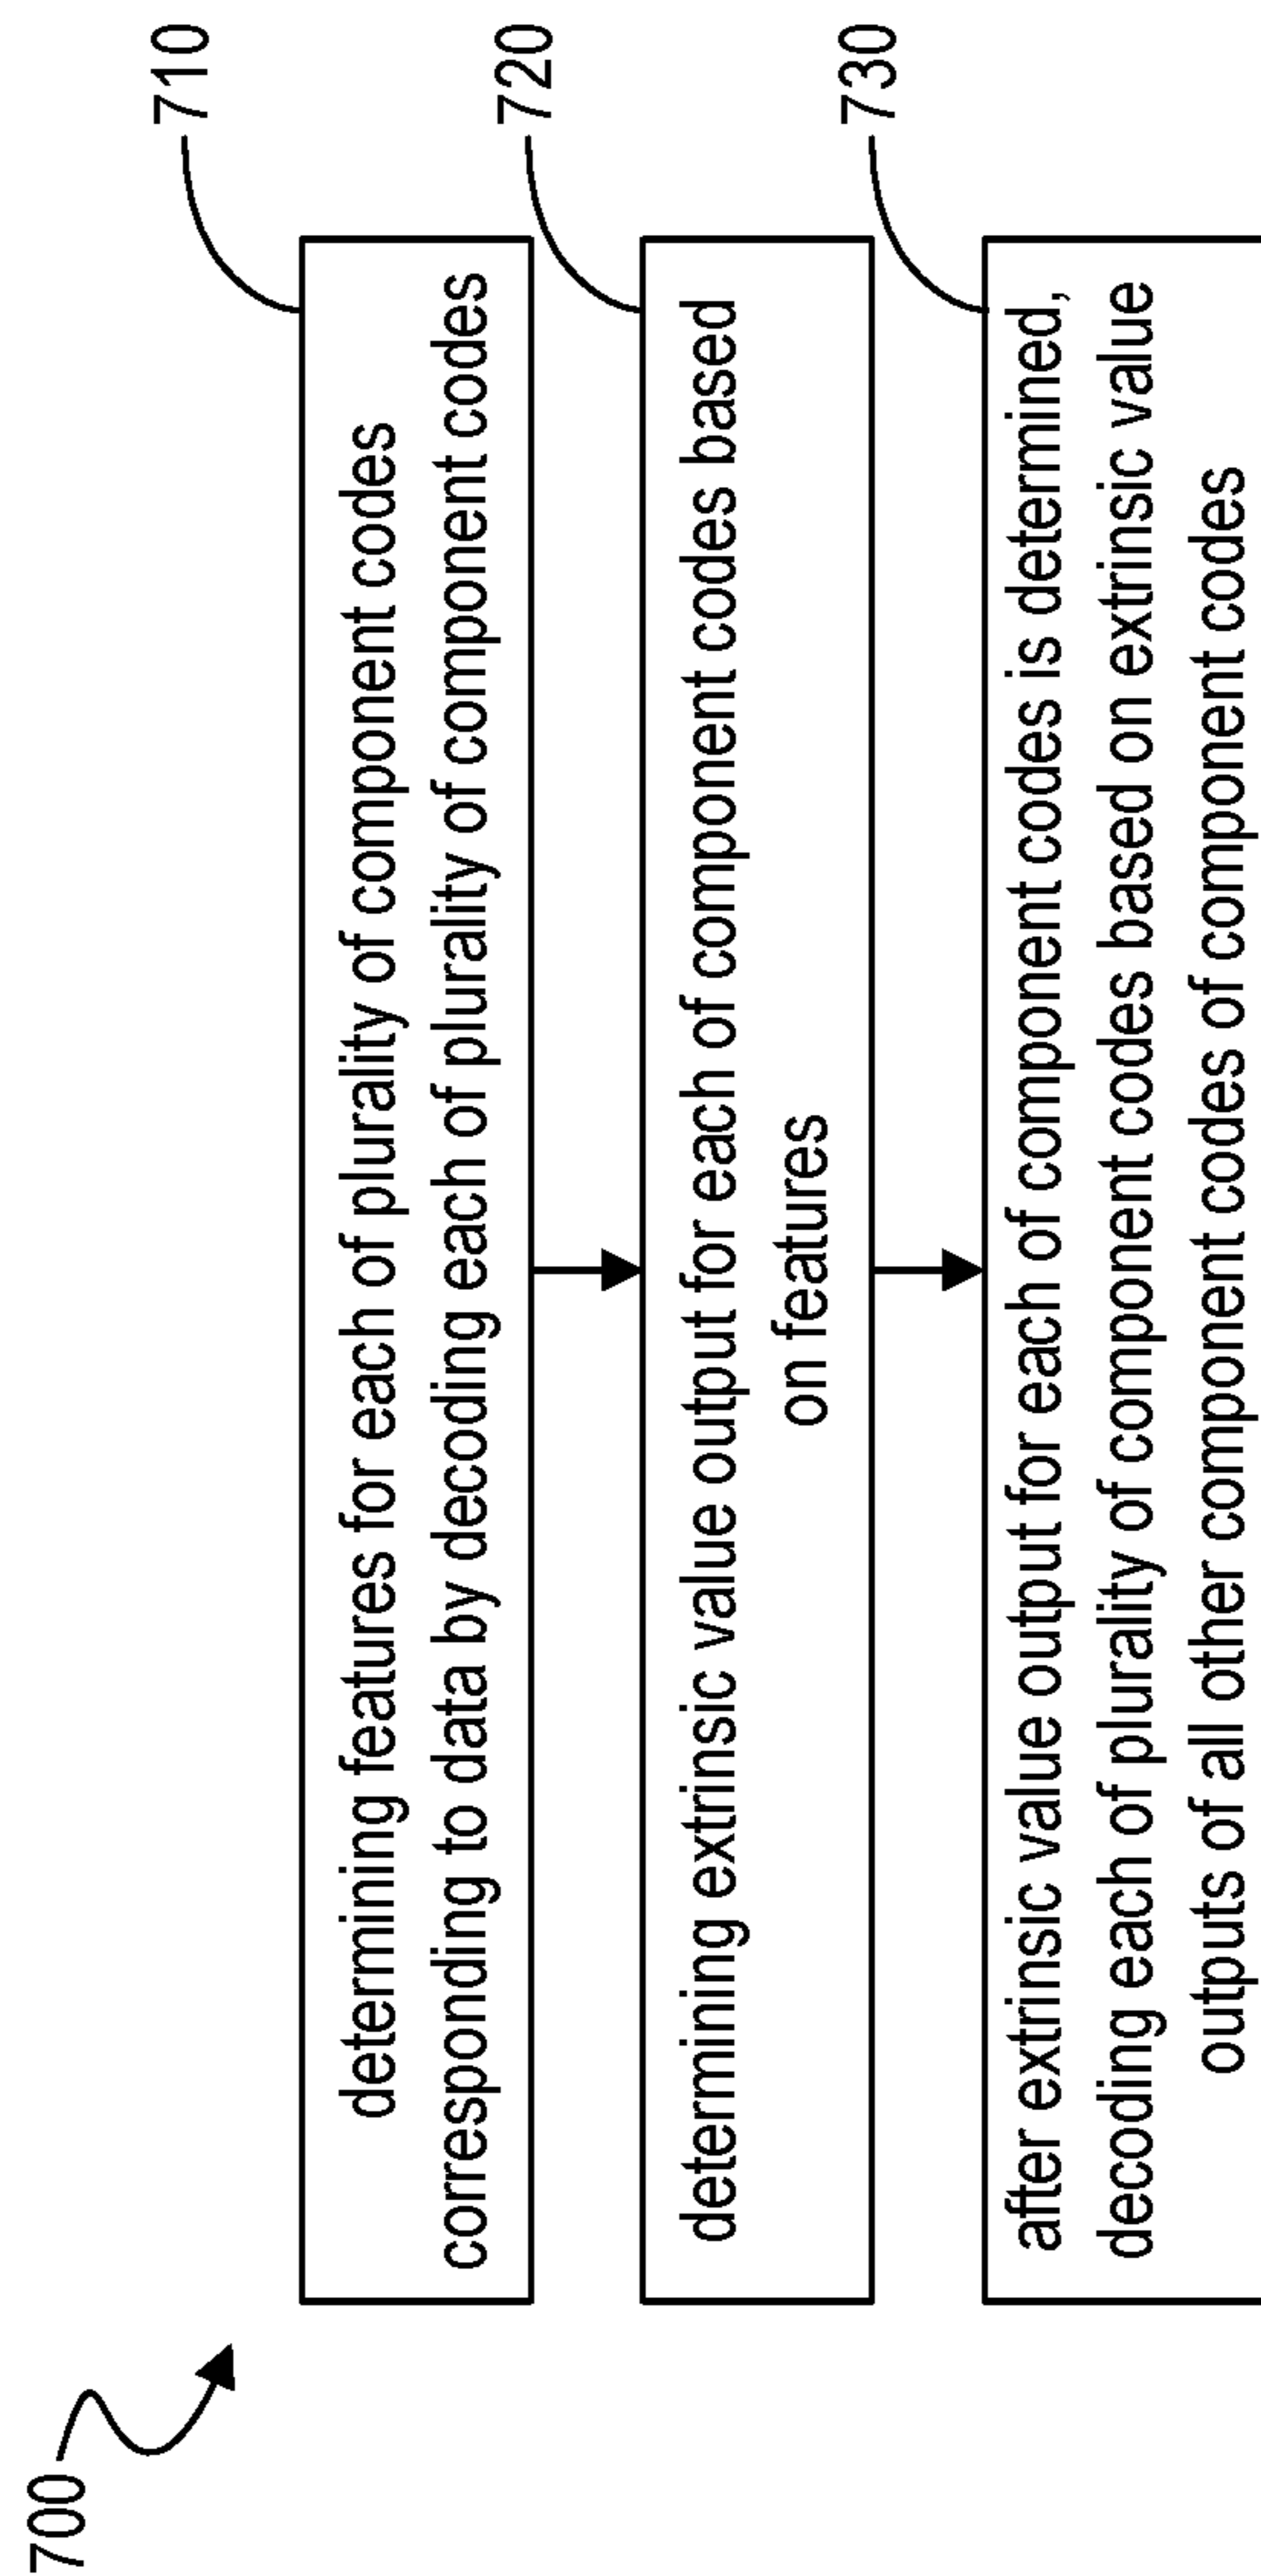 700
710
determining features for each of plurality of component codes
corresponding to data by decoding each of plurality of component codes
720
determining extrinsic value output for each of component codes based
on features
730
after extrinsic value output for each of component codes is determined,
decoding each of plurality of component codes based on extrinsic value
outputs of all other component codes of component codes